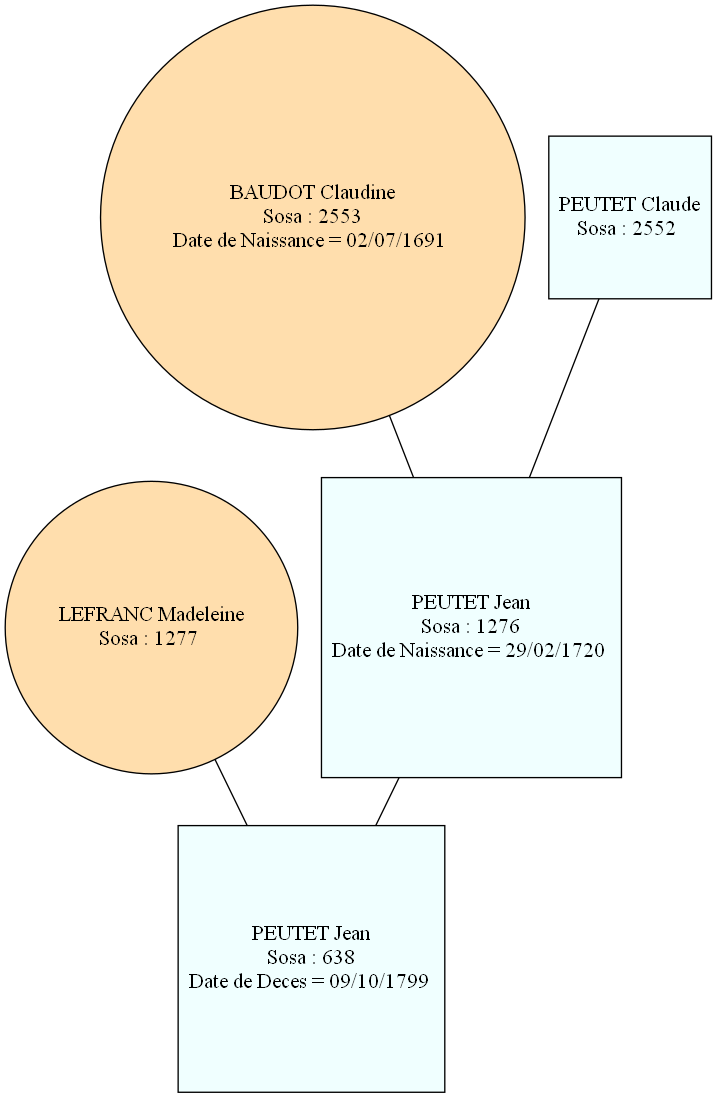 BAUDOT Claudine
Sosa : 2553
Date de Naissance = 02/07/1691
PEUTET Claude
Sosa : 2552
LEFRANC Madeleine
Sosa : 1277
PEUTET Jean
Sosa : 1276
Date de Naissance = 29/02/1720
PEUTET Jean
Sosa : 638
Date de Deces = 09/10/1799